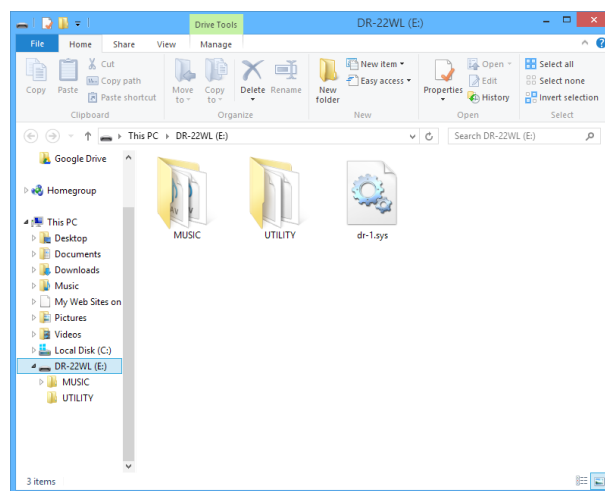 Drive Tools DR-22WL (E:)
File Home Share View Manage
Copy Paste Cut Copy path Paste shortcut
Move to Copy to Delete Rename
New folder New item Easy access
Properties Open Edit History
Select all Select none Invert selection
Clipboard Organize New Open Select
This PC DR-22WL (E:) Search DR-22WL (E:)
Google Drive
Homegroup
This PC
Desktop
Documents
Downloads
Music
My Web Sites on
Pictures
Videos
Local Disk (C:)
DR-22WL (E:)
MUSIC
UTILITY
MUSIC UTILITY dr-1.sys
3 items